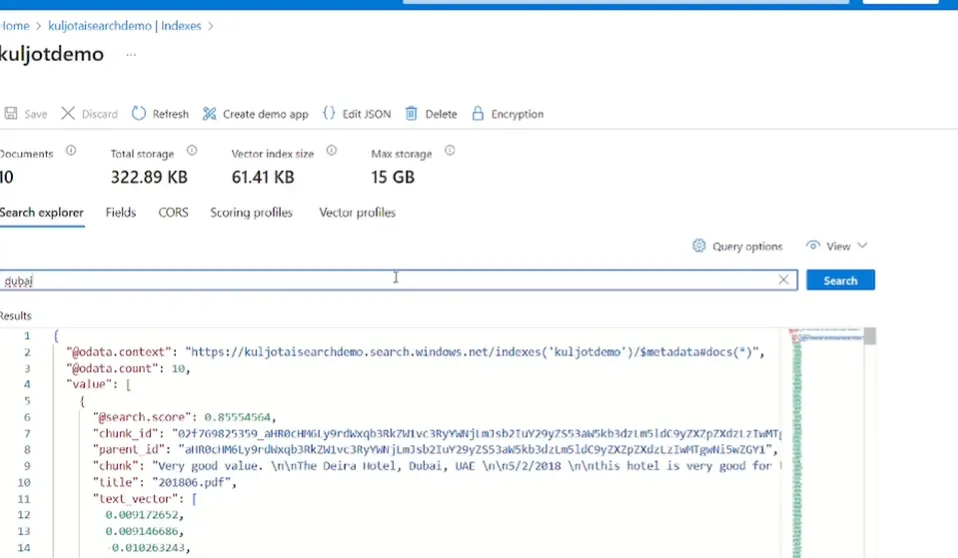 Home > kuljotaisearchdemo | Indexes >
kuljotdemo ...
Save Discard Refresh Create demo app {} Edit JSON Delete Encryption
Documents Total storage Vector index size Max storage
10 322.89 KB 61.41 KB 15 GB
Search explorer Fields CORS Scoring profiles Vector profiles
Query options View
dubai Search
Results
1 {
2 "@odata.context": "https://kuljotaisearchdemo.search.windows.net/indexes('kuljotdemo')/$metadata#docs(*)",
3 "@odata.count": 10,
4 "value": [
5 {
6 "@search.score": 0.85554564,
7 "chunk_id":
8 "parent_id":
9 "chunk": "Very good value. \n\nThe Deira Hotel, Dubai, UAE \n\n5/2/2018 \n\nthis hotel is very good for
10 "title": "201806.pdf",
11 "text_vector": [
12 0.009172652,
13 0.009146686,
14 -0.010263243,